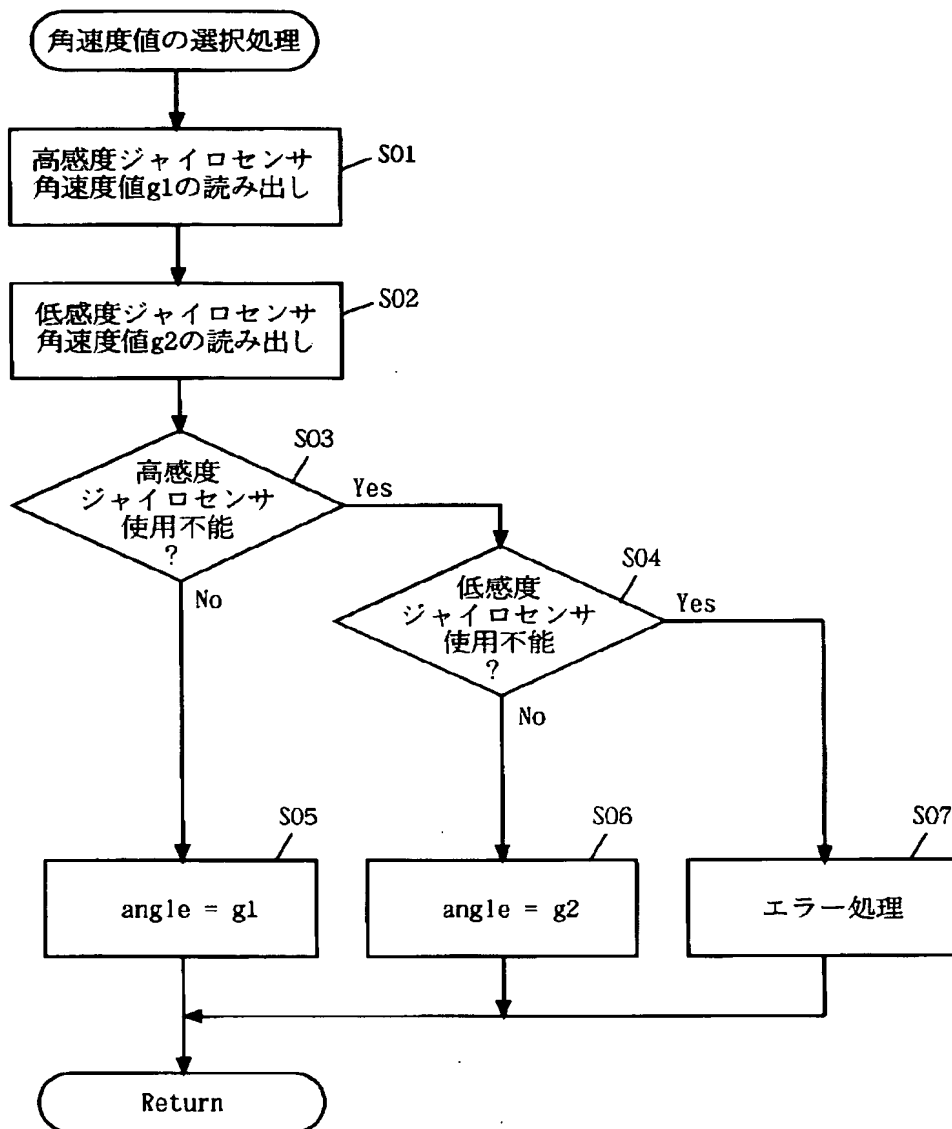 角速度値の選択処理
高感度ジャイロセンサ
角速度値g1の読み出し
S01
低感度ジャイロセンサ
角速度値g2の読み出し
S02
高感度
ジャイロセンサ
使用不能
?
S03
Yes
No
低感度
ジャイロセンサ
使用不能
?
S04
Yes
No
S05
angle = g1
S06
angle = g2
S07
エラー処理
Return